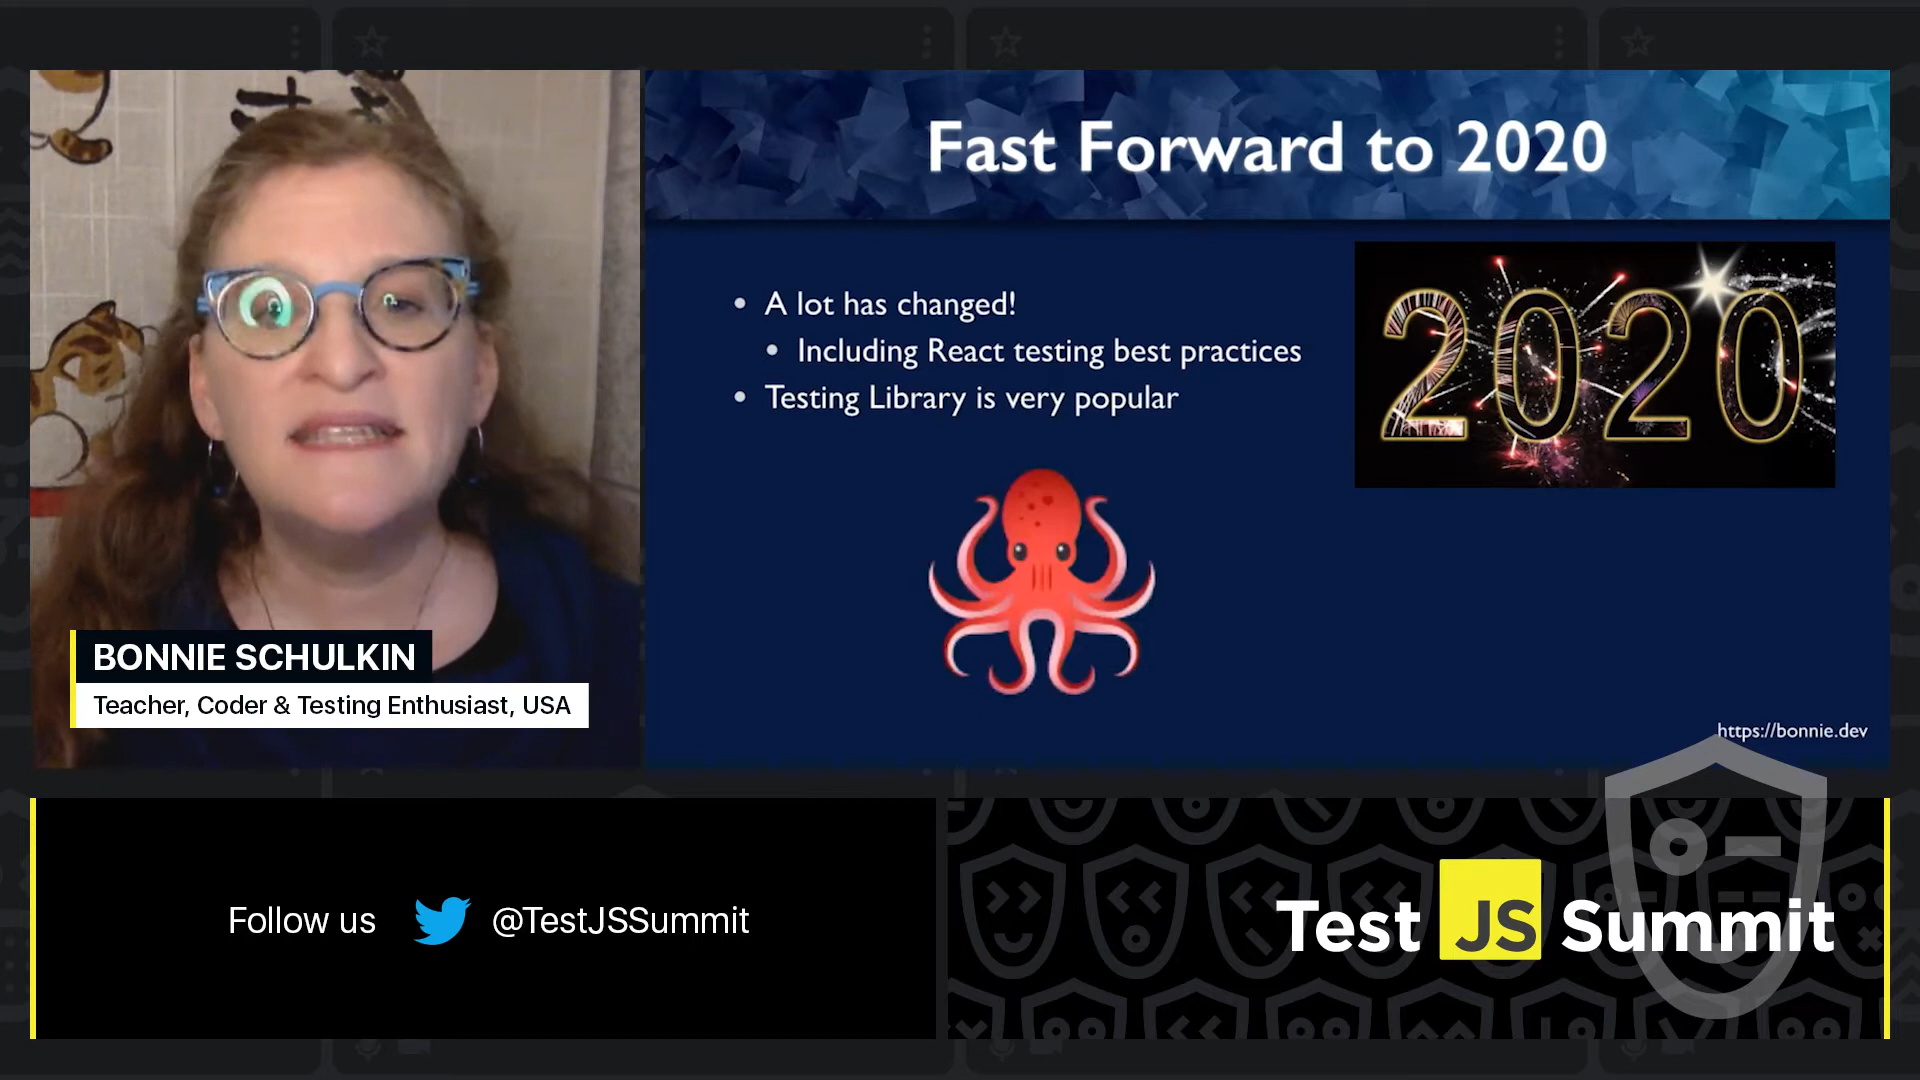 Fast Forward to 2020
• A lot has changed!
• Including React testing best practices
• Testing Library is very popular
2020
https://bonnie.dev
BONNIE SCHULKIN
Teacher, Coder & Testing Enthusiast, USA
Follow us @TestJSSummit
Test JS Summit